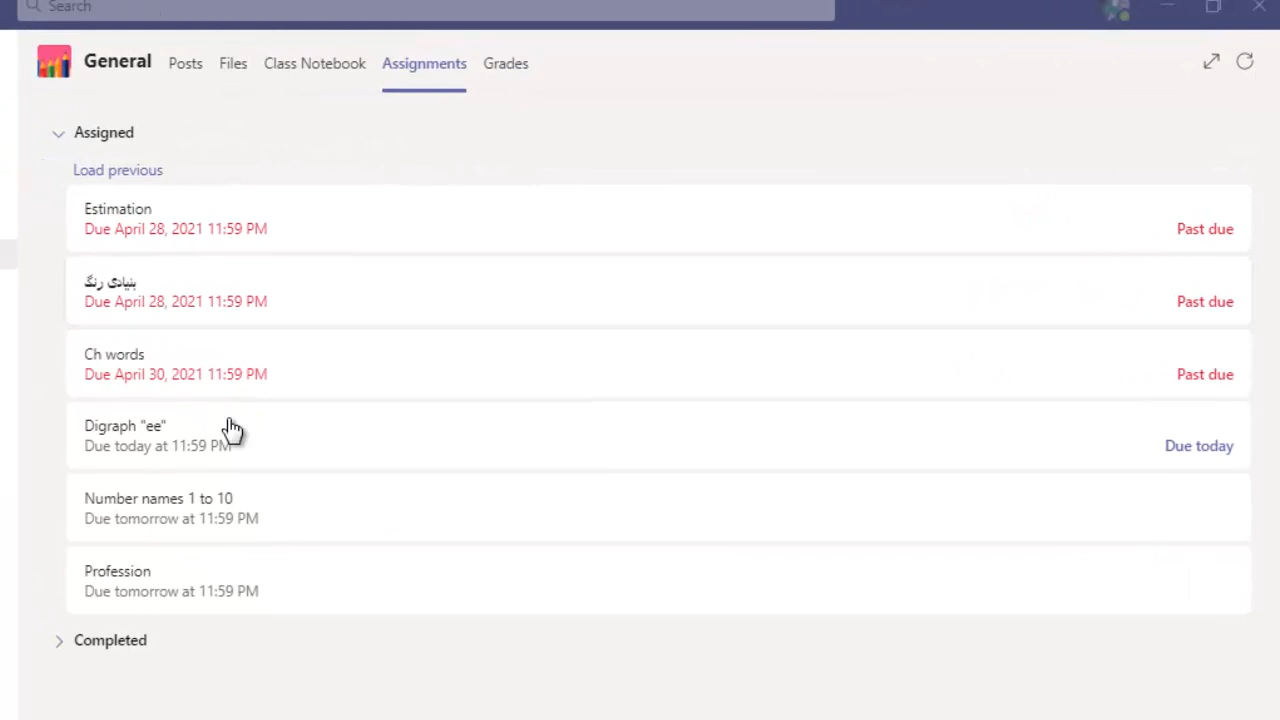 Search
General Posts Files Class Notebook Assignments Grades
Assigned
Load previous
Estimation
Due April 28, 2021 11:59 PM Past due
بنیادی رنگ
Due April 28, 2021 11:59 PM Past due
Ch words
Due April 30, 2021 11:59 PM Past due
Digraph "ee"
Due today at 11:59 PM Due today
Number names 1 to 10
Due tomorrow at 11:59 PM
Profession
Due tomorrow at 11:59 PM
Completed